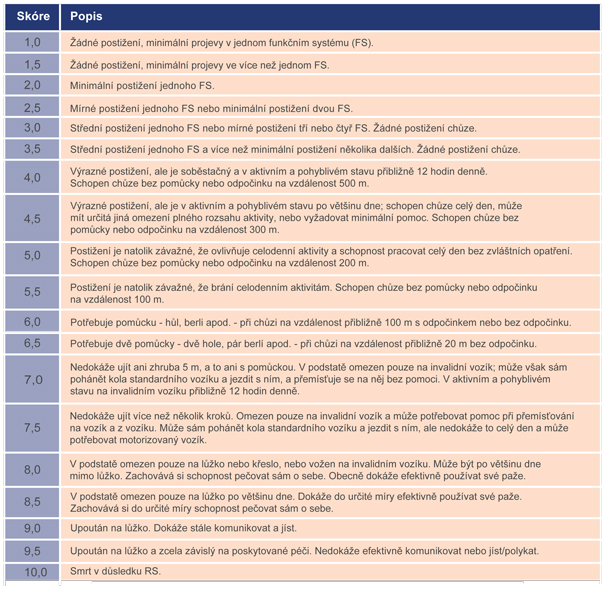 Skóre Popis
1,0 Žádné postižení, minimální projevy v jednom funkčním systému (FS).
1,5 Žádné postižení, minimální projevy ve více než jednom FS.
2,0 Minimální postižení jednoho FS.
2,5 Mírné postižení jednoho FS nebo minimální postižení dvou FS.
3,0 Střední postižení jednoho FS nebo mírné postižení tří nebo čtyř FS. Žádné postižení chůze.
3,5 Střední postižení jednoho FS a více než minimální postižení několika dalších. Žádné postižení chůze.
4,0 Výrazné postižení, ale je soběstačný a v aktivním a pohyblivém stavu přibližně 12 hodin denně.
Schopen chůze bez pomůcky nebo odpočinku na vzdálenost 500 m.
4,5 Výrazné postižení, ale je v aktivním a pohyblivém stavu po většinu dne; schopen chůze celý den, může
mít určitá jiná omezení plného rozsahu aktivity, nebo vyžadovat minimální pomoc. Schopen chůze bez
pomůcky nebo odpočinku na vzdálenost 300 m.
5,0 Postižení je natolik závažné, že ovlivňuje celodenní aktivity a schopnost pracovat celý den bez zvláštních opatření.
Schopen chůze bez pomůcky nebo odpočinku na vzdálenost 200 m.
5,5 Postižení je natolik závažné, že brání celodenním aktivitám. Schopen chůze bez pomůcky nebo odpočinku
na vzdálenost 100 m.
6,0 Potřebuje pomůcku - hůl, berli apod. - při chůzi na vzdálenost přibližně 100 m s odpočinkem nebo bez odpočinku.
6,5 Potřebuje dvě pomůcky - dvě hole, pár berlí apod. - při chůzi na vzdálenost přibližně 20 m bez odpočinku.
7,0 Nedokáže ujít ani zhruba 5 m, a to ani s pomůckou. V podstatě omezen pouze na invalidní vozík; může však sám
pohánět kola standardního vozíku a jezdit s ním, a přemisťuje se na něj bez pomoci. V aktivním a pohyblivém
stavu na invalidním vozíku přibližně 12 hodin denně.
7,5 Nedokáže ujít více než několik kroků. Omezen pouze na invalidní vozík a může potřebovat pomoc při přemísťování
na vozík a z vozíku. Může sám pohánět kola standardního vozíku a jezdit s ním, ale nedokáže to celý den a může
potřebovat motorizovaný vozík.
8,0 V podstatě omezen pouze na lůžko nebo křeslo, nebo vožen na invalidním vozíku. Může být po většinu dne
mimo lůžko. Zachovává si schopnost pečovat sám o sebe. Obecně dokáže efektivně používat své paže.
8,5 V podstatě omezen pouze na lůžko po většinu dne. Dokáže do určité míry efektivně používat své paže.
Zachovává si do určité míry schopnost pečovat sám o sebe.
9,0 Upoután na lůžko. Dokáže stále komunikovat a jíst.
9,5 Upoután na lůžko a zcela závislý na poskytované péči. Nedokáže efektivně komunikovat nebo jíst/polykat.
10,0 Smrt v důsledku RS.